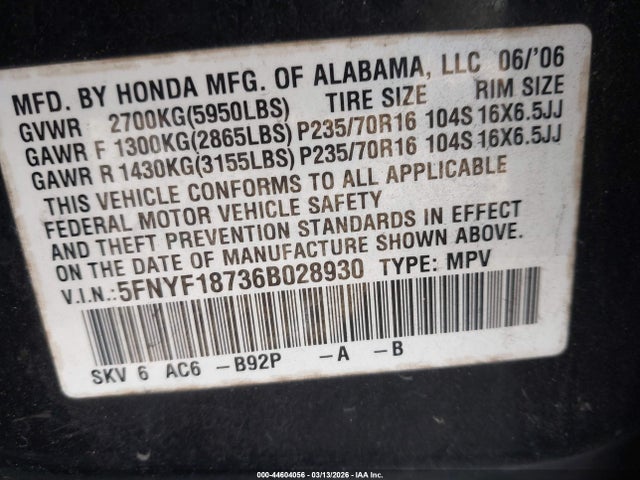 MFD. BY HONDA MFG. OF ALABAMA, LLC 06/'06
GVWR 2700KG(5950LBS) TIRE SIZE RIM SIZE
GAWR F 1300KG(2865LBS) P235/70R16 104S 16X6.5JJ
GAWR R 1430KG(3155LBS) P235/70R16 104S 16X6.5JJ
THIS VEHICLE CONFORMS TO ALL APPLICABLE
FEDERAL MOTOR VEHICLE SAFETY
AND THEFT PREVENTION STANDARDS IN EFFECT
ON THE DATE OF MANUFACTURE SHOWN ABOVE.
V.I.N.:5FNYF18736B028930 TYPE: MPV
SKV 6 AC6 -B92P -A -B
000-44604056 | 03/13/2026 | IAA Inc.